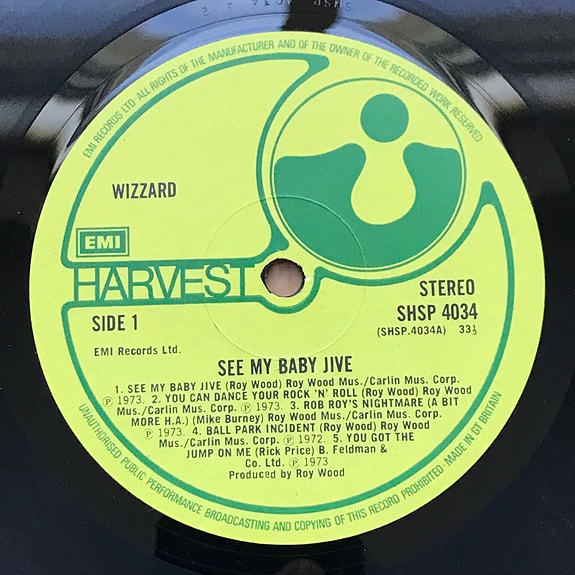 SHSP 4034 A 2
EMI RECORDS LTD ALL RIGHTS OF THE MANUFACTURER AND OF THE OWNER OF THE RECORDED WORK RESERVED
WIZZARD
EMI
HARVEST
STEREO
SIDE 1
SHSP 4034
(SHSP.4034A) 33⅓
EMI Records Ltd.
SEE MY BABY JIVE
1. SEE MY BABY JIVE (Roy Wood) Roy Wood Mus./Carlin Mus. Corp.
℗ 1973. 2. YOU CAN DANCE YOUR ROCK 'N' ROLL (Roy Wood) Roy Wood
Mus./Carlin Mus. Corp. ℗ 1973. 3. ROB ROY'S NIGHTMARE (A BIT
MORE H.A.) (Mike Burney) Roy Wood Mus./Carlin Mus. Corp.
℗ 1973. 4. BALL PARK INCIDENT (Roy Wood) Roy Wood
Mus./Carlin Mus. Corp. ℗ 1972. 5. YOU GOT THE
JUMP ON ME (Rick Price) B. Feldman &
Co. Ltd. ℗ 1973
Produced by Roy Wood
UNAUTHORISED PUBLIC PERFORMANCE BROADCASTING AND COPYING OF THIS RECORD PROHIBITED · MADE IN GT BRITAIN